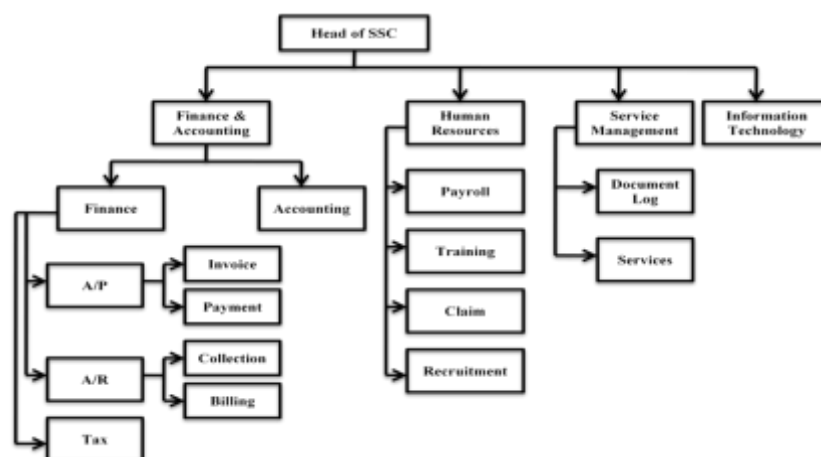 Head of SSC
Finance &
Accounting
Human
Resources
Service
Management
Information
Technology
Finance
Accounting
Payroll
Document
Log
Training
Services
A/P
Invoice
Payment
Claim
A/R
Collection
Billing
Recruitment
Tax